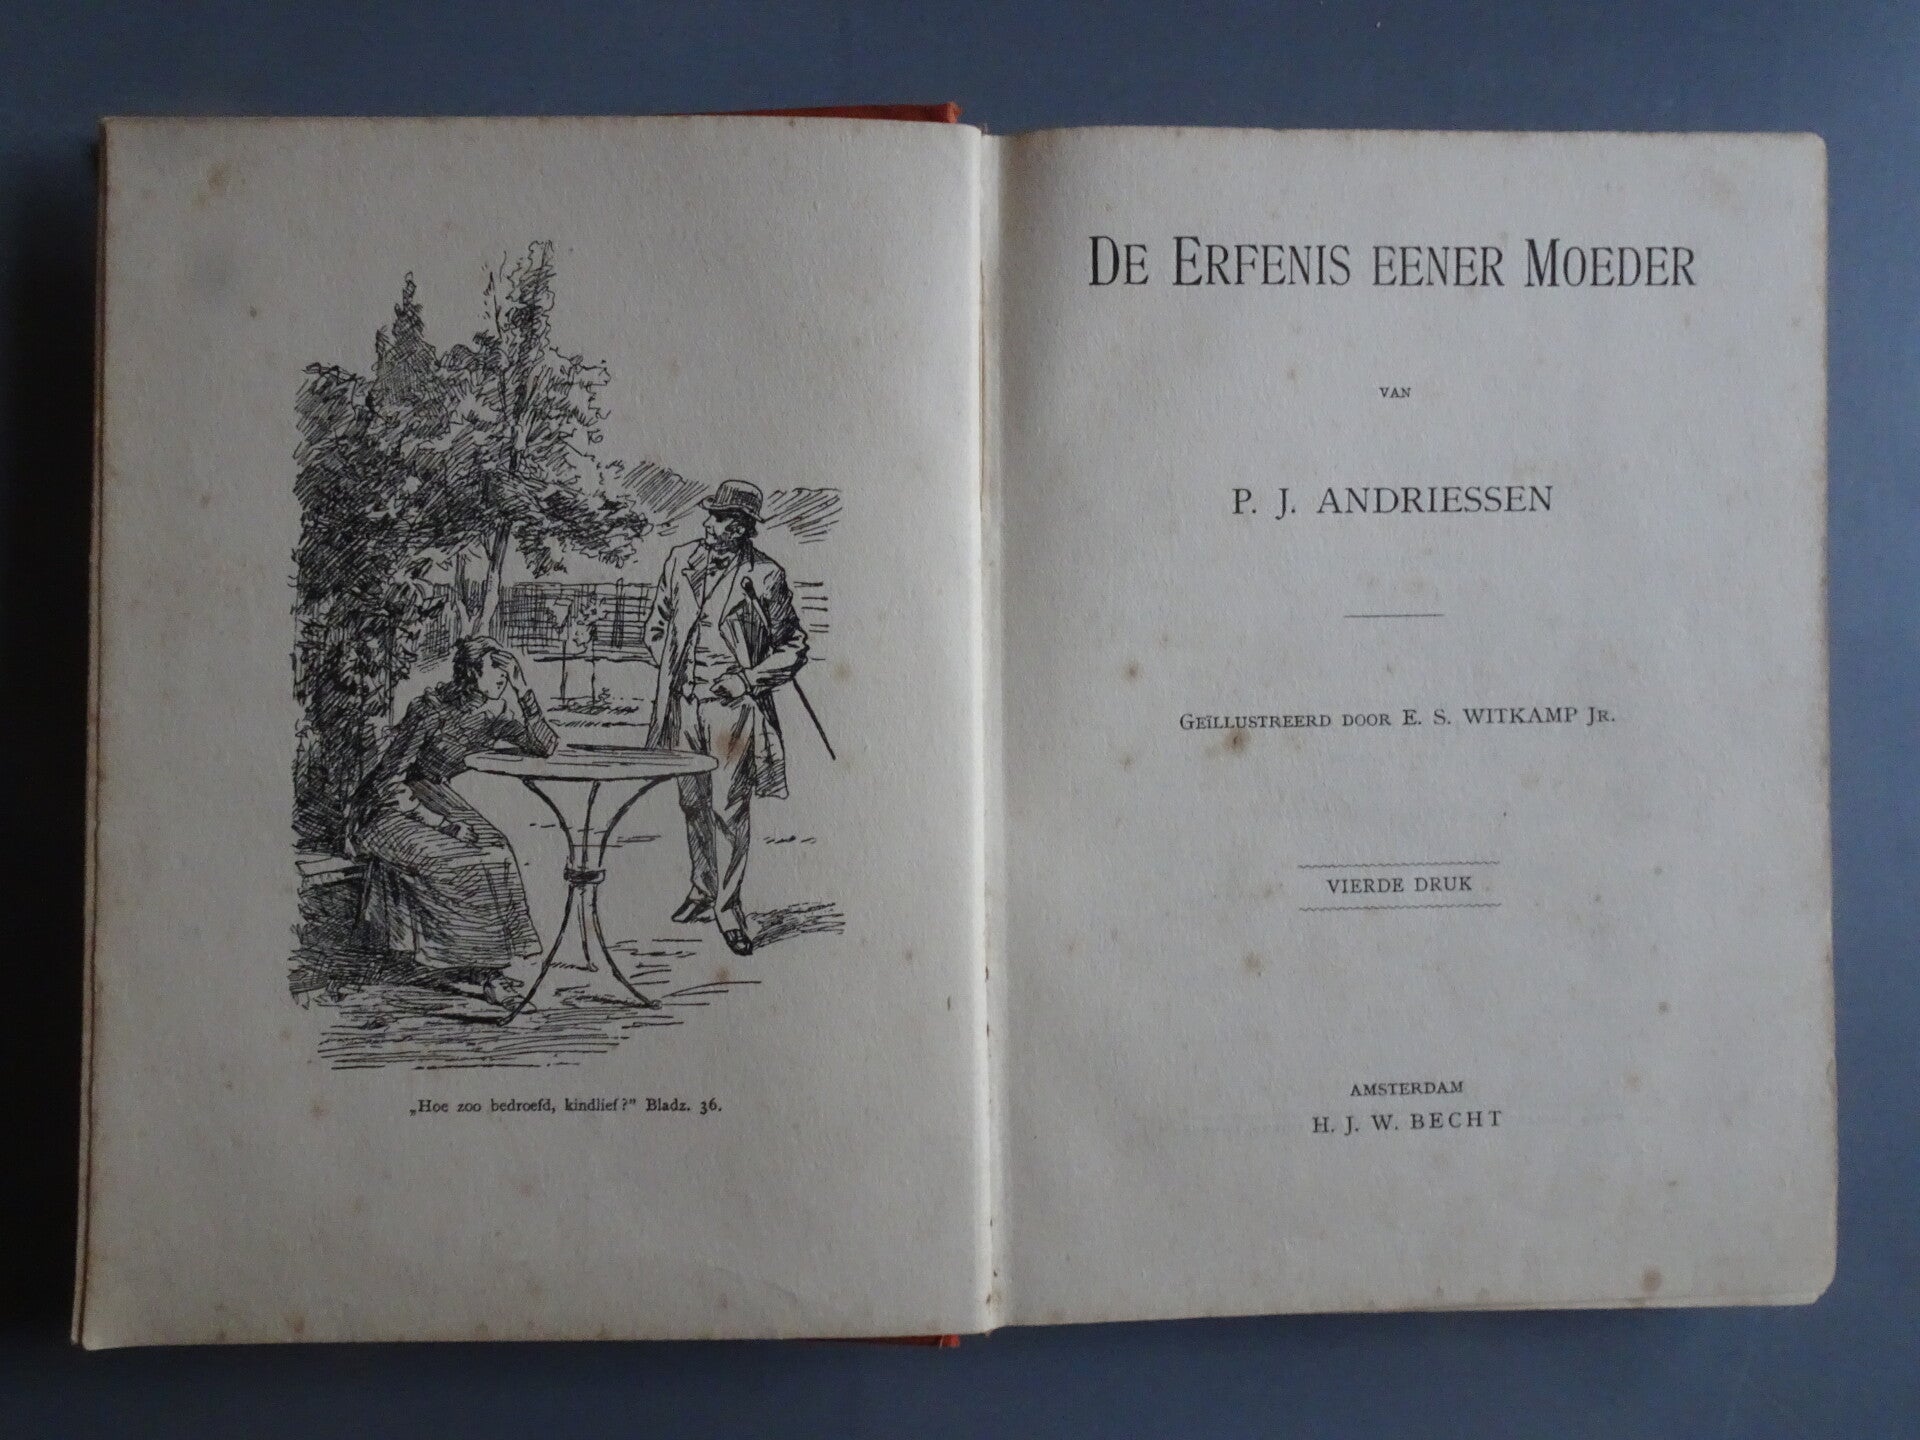 „Hoe zoo bedroefd, kindlief?" Bladz. 36.
DE ERFENIS EENER MOEDER
VAN
P. J. ANDRIESSEN
GEÏLLUSTREERD DOOR E. S. WITKAMP JR.
VIERDE DRUK
AMSTERDAM
H. J. W. BECHT